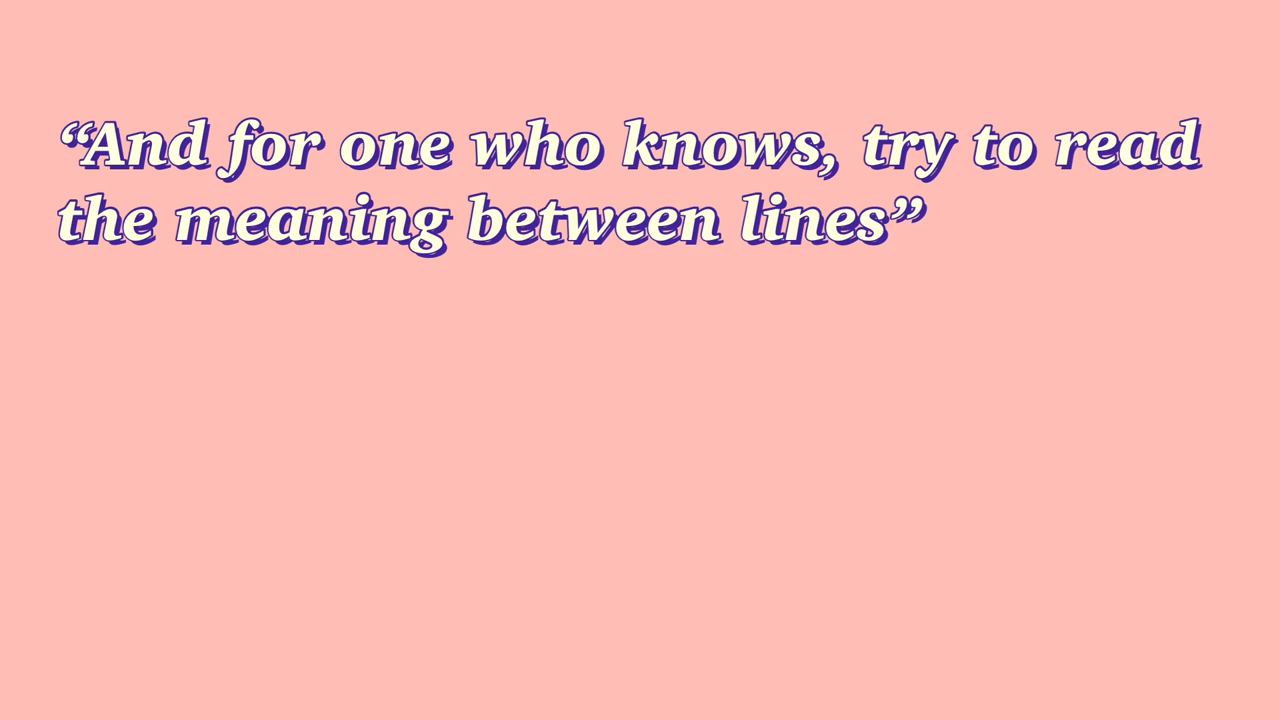 “And for one who knows, try to read
the meaning between lines”